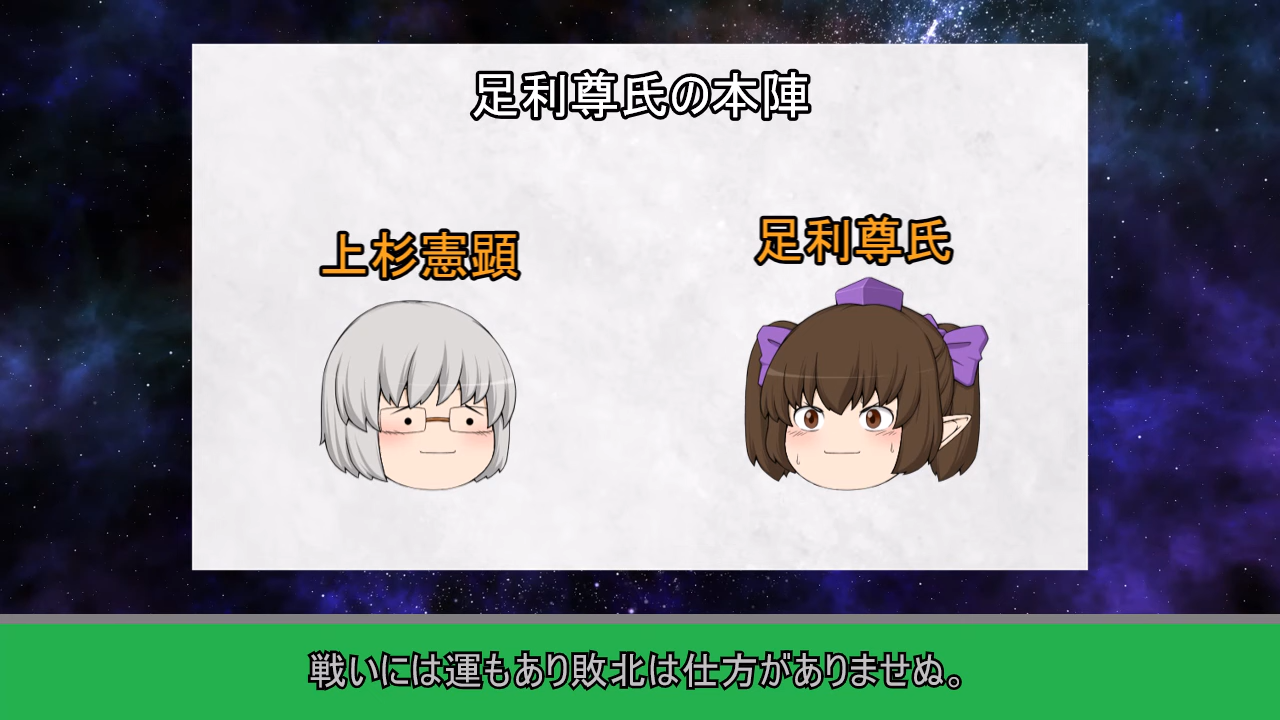 足利尊氏の本陣
上杉憲顕
足利尊氏
戦いには運もあり敗北は仕方がありませぬ。